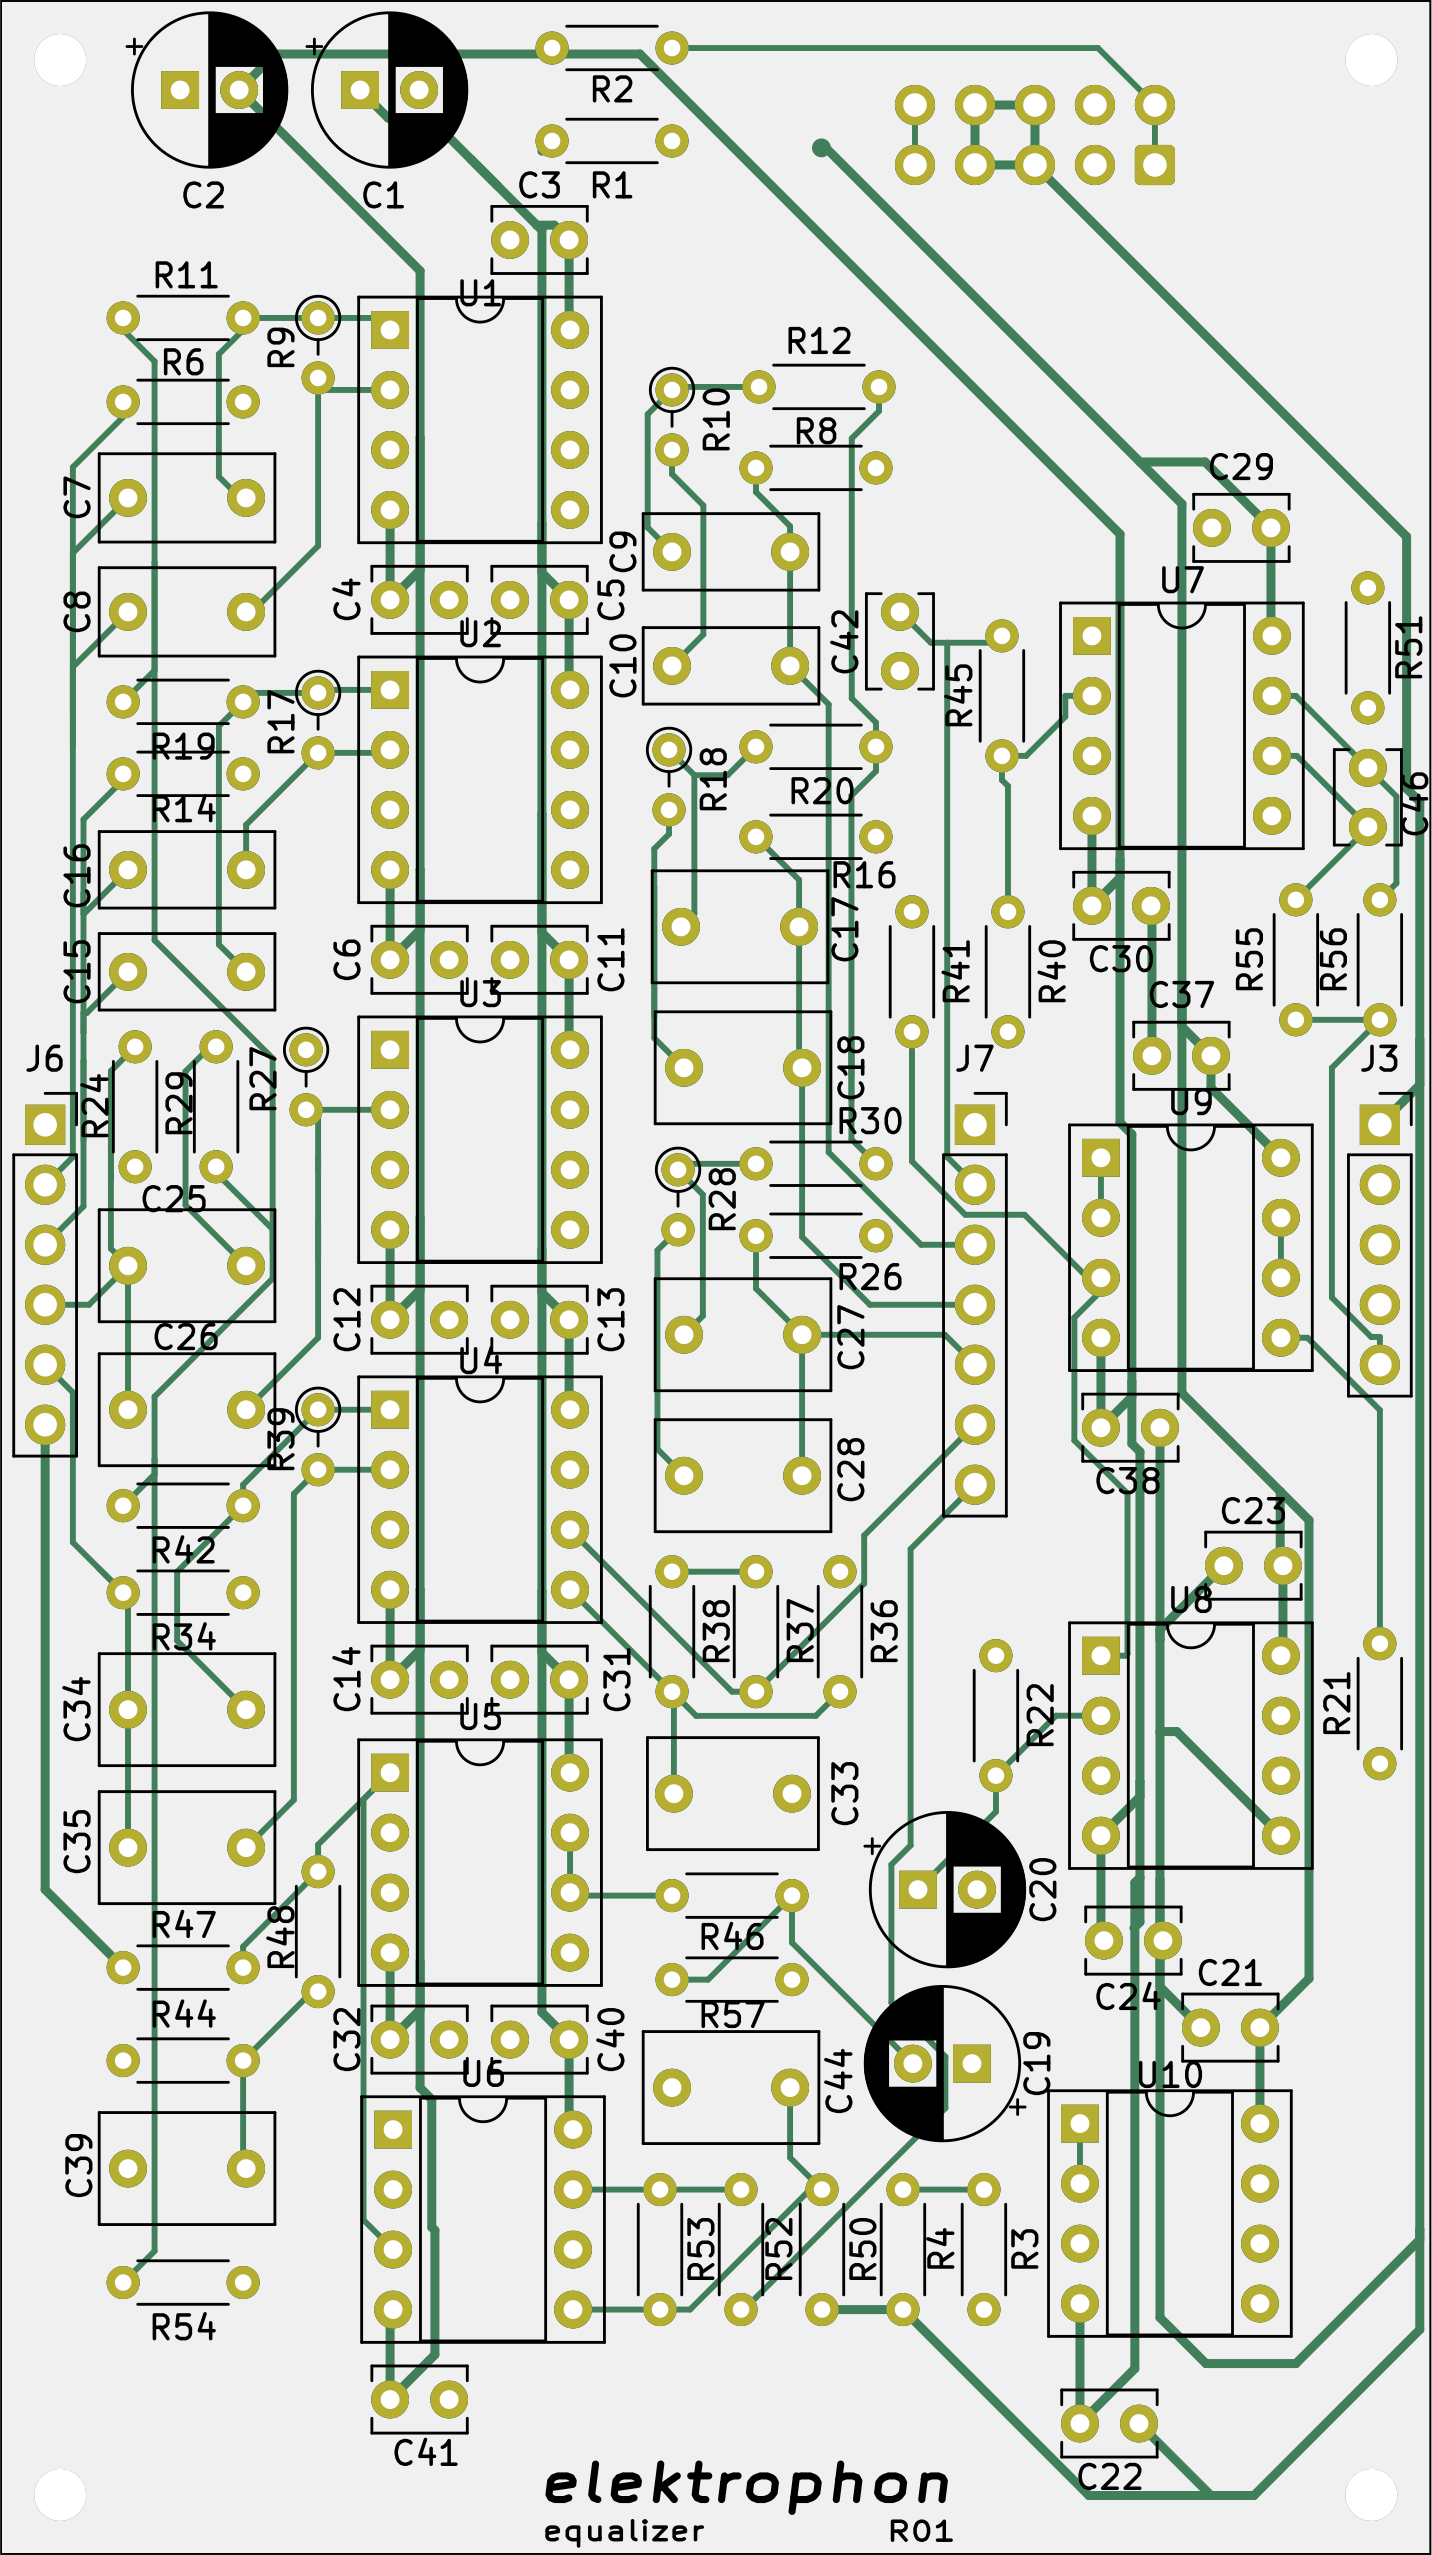 +
+
R2
C2
C1
C3
R1
R11
U1
R9
R12
R6
R10
R8
C29
C7
C9
U7
C8
C4
C5
U2
C10
C42
R51
R45
R17
R19
R18
R20
C46
R14
C16
R16
C17
C6
C11
C30
R55
R56
C15
R41
R40
U3
C37
J6
R24
R29
R27
C18
J7
J3
U9
R30
C25
R28
R26
C12
C13
C26
C27
U4
R39
C28
C38
C23
R42
U8
R34
R38
R37
R36
C34
C14
C31
U5
R22
R21
C33
+
C35
C20
R47
R48
R46
C21
C24
R44
R57
C32
C40
U6
C44
C19
U10
+
C39
R53
R52
R50
R4
R3
R54
C41
C22
elektrophon
equalizer R01